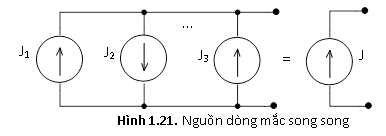 ...
J1
J2
J3
=
J
Hình 1.21. Nguồn dòng mắc song song